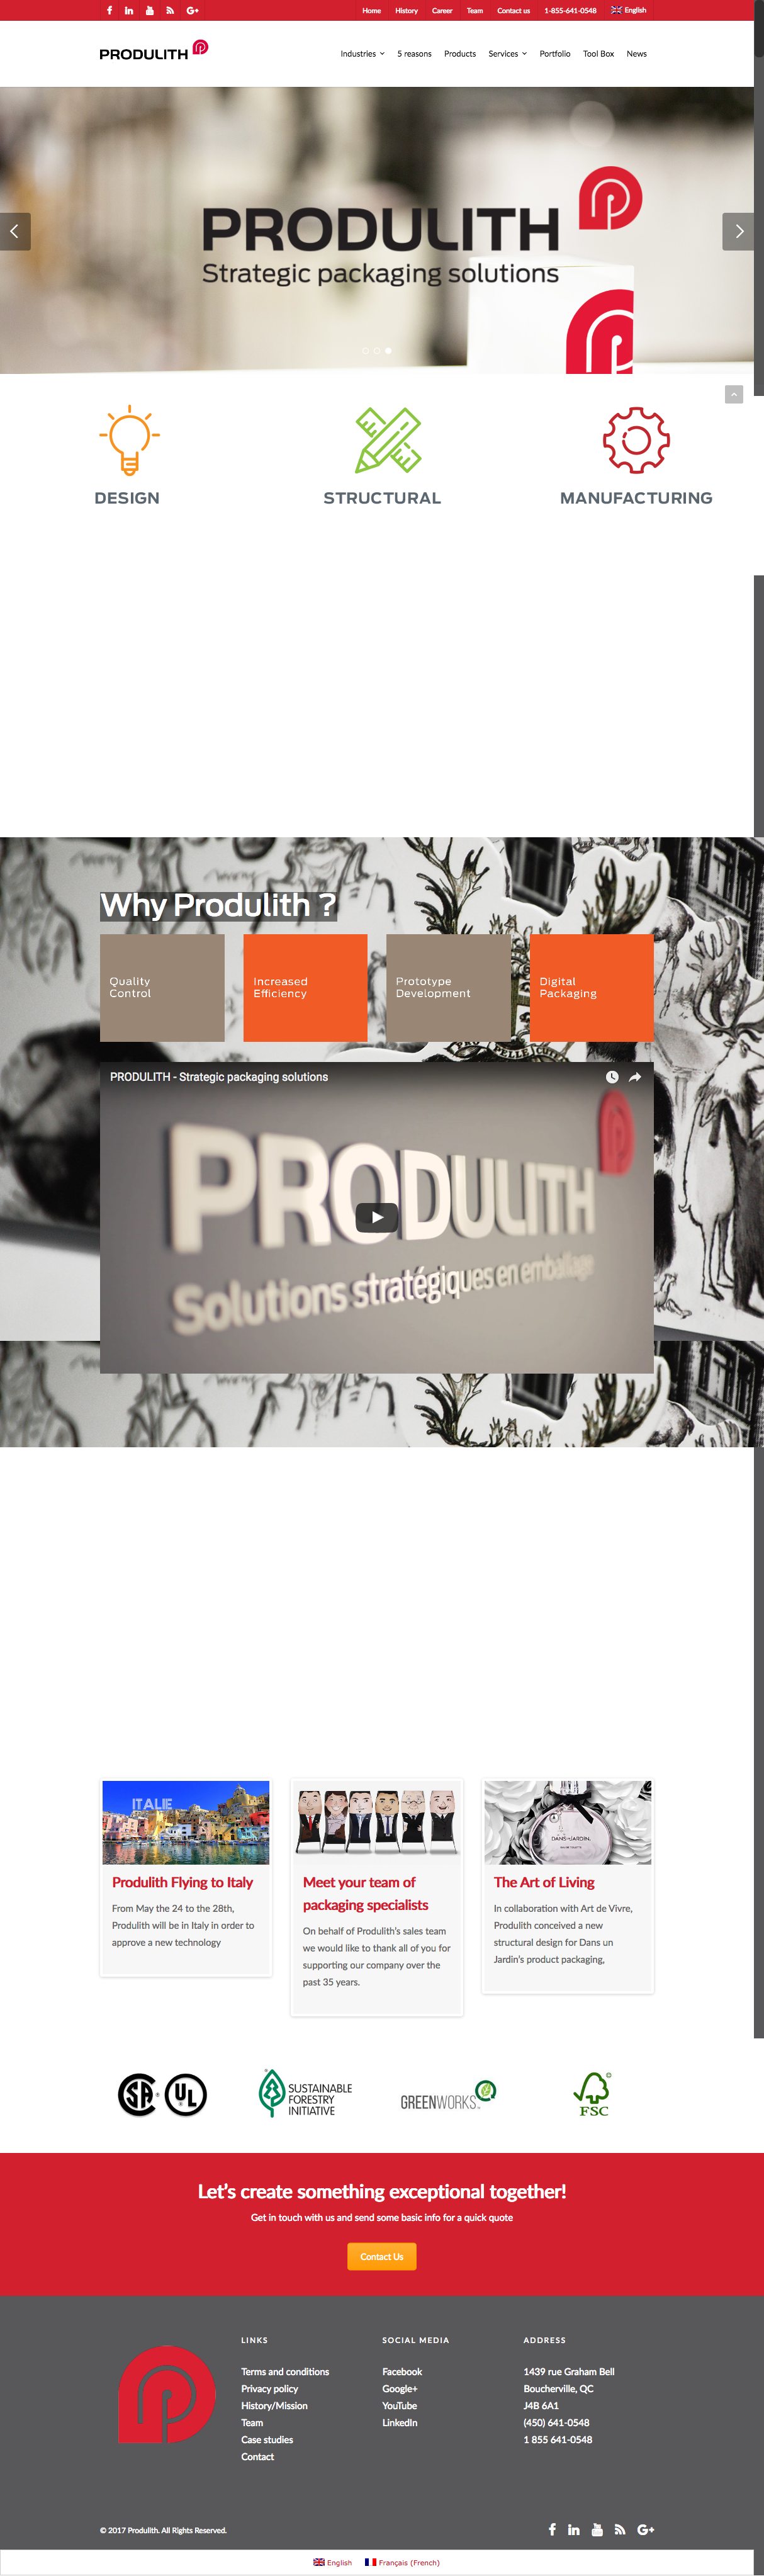 Home History Career Team Contact us 1-855-641-0548 English
PRODULITH
Industries 5 reasons Products Services Portfolio Tool Box News
PRODULITH
Strategic packaging solutions
DESIGN
STRUCTURAL
MANUFACTURING
Why Produlith ?
Quality
Control
Increased
Efficiency
Prototype
Development
Digital
Packaging
PRODULITH - Strategic packaging solutions
PRODULITH
Solutions stratégiques en emballage
ITALIE
Produlith Flying to Italy
From May the 24 to the 28th,
Produlith will be in Italy in order to
approve a new technology
Meet your team of
packaging specialists
On behalf of Produlith's sales team
we would like to thank all of you for
supporting our company over the
past 35 years.
DANS un JARDIN.
The Art of Living
In collaboration with Art de Vivre,
Produlith conceived a new
structural design for Dans un
Jardin's product packaging,
SA ® UL ®
SUSTAINABLE
FORESTRY
INITIATIVE
GREENWORKS
FSC
Let's create something exceptional together!
Get in touch with us and send some basic info for a quick quote
Contact Us
LINKS
Terms and conditions
Privacy policy
History/Mission
Team
Case studies
Contact
SOCIAL MEDIA
Facebook
Google+
YouTube
LinkedIn
ADDRESS
1439 rue Graham Bell
Boucherville, QC
J4B 6A1
(450) 641-0548
1 855 641-0548
© 2017 Produlith. All Rights Reserved.
English Français (French)